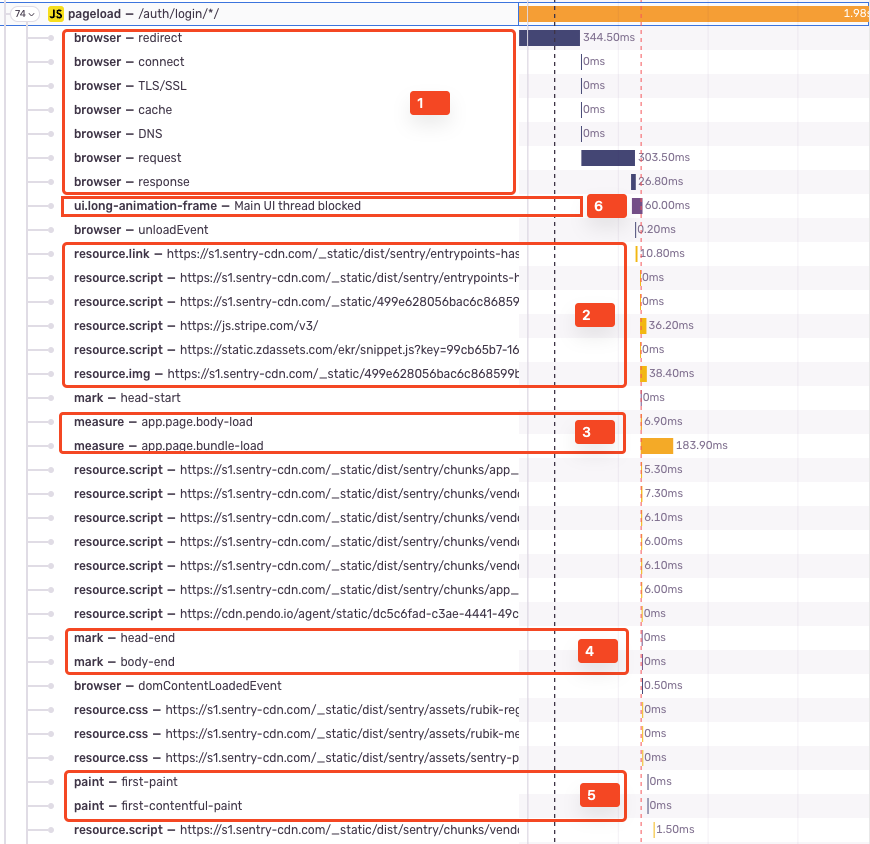 74 JS pageload — /auth/login/*/ 1.98s
browser — redirect 344.50ms
browser — connect 0ms
browser — TLS/SSL 0ms
1
browser — cache 0ms
browser — DNS 0ms
browser — request 303.50ms
browser — response 26.80ms
ui.long-animation-frame — Main UI thread blocked 6 60.00ms
browser — unloadEvent 0.20ms
resource.link — https://s1.sentry-cdn.com/_static/dist/sentry/entrypoints-has 10.80ms
resource.script — https://s1.sentry-cdn.com/_static/dist/sentry/entrypoints-h 0ms
resource.script — https://s1.sentry-cdn.com/_static/499e628056bac6c86859 0ms
2
resource.script — https://js.stripe.com/v3/ 36.20ms
resource.script — https://static.zdassets.com/ekr/snippet.js?key=99cb65b7-16 0ms
resource.img — https://s1.sentry-cdn.com/_static/499e628056bac6c868599b 38.40ms
mark — head-start 0ms
measure — app.page.body-load 6.90ms
3
measure — app.page.bundle-load 183.90ms
resource.script — https://s1.sentry-cdn.com/_static/dist/sentry/chunks/app_ 5.30ms
resource.script — https://s1.sentry-cdn.com/_static/dist/sentry/chunks/vend 7.30ms
resource.script — https://s1.sentry-cdn.com/_static/dist/sentry/chunks/vend 6.10ms
resource.script — https://s1.sentry-cdn.com/_static/dist/sentry/chunks/vend 6.00ms
resource.script — https://s1.sentry-cdn.com/_static/dist/sentry/chunks/vend 6.10ms
resource.script — https://s1.sentry-cdn.com/_static/dist/sentry/chunks/app_ 6.00ms
resource.script — https://cdn.pendo.io/agent/static/dc5c6fad-c3ae-4441-49c 0ms
mark — head-end 0ms
4
mark — body-end 0ms
browser — domContentLoadedEvent 0.50ms
resource.css — https://s1.sentry-cdn.com/_static/dist/sentry/assets/rubik-reg 0ms
resource.css — https://s1.sentry-cdn.com/_static/dist/sentry/assets/rubik-me 0ms
resource.css — https://s1.sentry-cdn.com/_static/dist/sentry/assets/sentry-p 0ms
paint — first-paint 0ms
5
paint — first-contentful-paint 0ms
resource.script — https://s1.sentry-cdn.com/_static/dist/sentry/chunks/vend 1.50ms